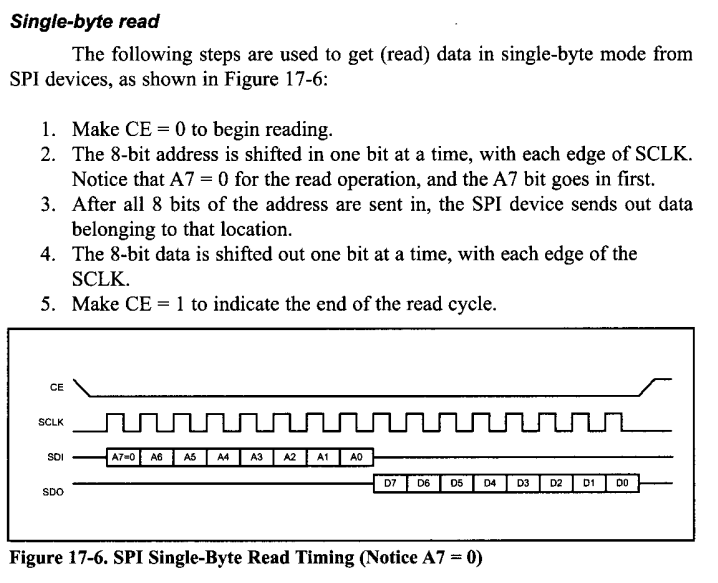 Single-byte read
The following steps are used to get (read) data in single-byte mode from
SPI devices, as shown in Figure 17-6:
1. Make CE = 0 to begin reading.
2. The 8-bit address is shifted in one bit at a time, with each edge of SCLK.
Notice that A7 = 0 for the read operation, and the A7 bit goes in first.
3. After all 8 bits of the address are sent in, the SPI device sends out data
belonging to that location.
4. The 8-bit data is shifted out one bit at a time, with each edge of the
SCLK.
5. Make CE = 1 to indicate the end of the read cycle.
CE
SCLK
SDI A7=0 A6 A5 A4 A3 A2 A1 A0
SDO D7 D6 D5 D4 D3 D2 D1 D0
Figure 17-6. SPI Single-Byte Read Timing (Notice A7 = 0)